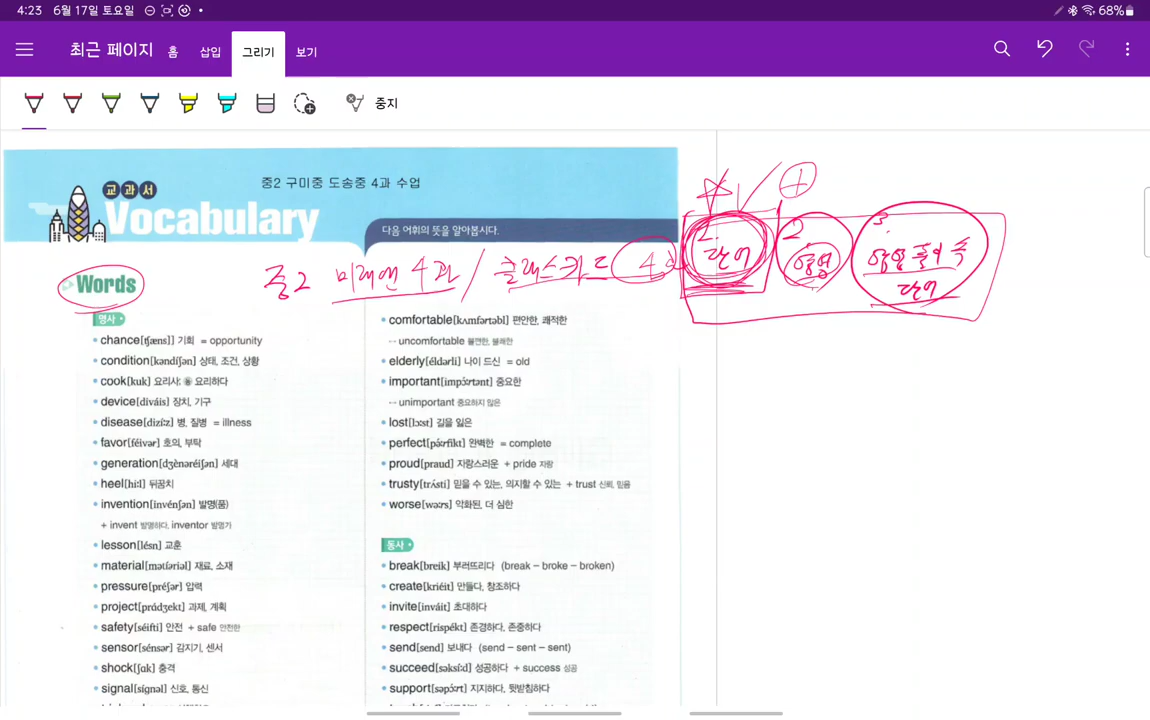 4:23 6월 17일 토요일
68%
최근 페이지 홈 삽입 그리기 보기
중지
교과서
Vocabulary
중2 구미중 도송중 4과 수업
다음 어휘의 뜻을 알아봅시다.
Words
중2 미래엔 4과 / 클래스카드 4과
1. 단어
2. 영영
3. 영영 풀이 속
단어
명사
chance[tʃæns]] 기회 = opportunity
condition[kəndíʃən] 상태, 조건, 상황
cook[kuk] 요리사; ⑧ 요리하다
device[diváis] 장치, 기구
disease[dizíːz] 병, 질병 = illness
favor[féivər] 호의, 부탁
generation[dʒènəréiʃən] 세대
heel[hiːl] 뒤꿈치
invention[invénʃən] 발명(품)
+ invent 발명하다, inventor 발명가
lesson[lésn] 교훈
material[mətíəriəl] 재료, 소재
pressure[préʃər] 압력
project[prádʒekt] 과제, 계획
safety[séifti] 안전 + safe 안전한
sensor[sénsər] 감지기, 센서
shock[ʃɑk] 충격
signal[sígnəl] 신호, 통신
comfortable[kʌ́mfərtəbl] 편안한, 쾌적한
↔ uncomfortable 불편한, 불쾌한
elderly[éldərli] 나이 드신 = old
important[impɔ́ːrtənt] 중요한
↔ unimportant 중요하지 않은
lost[lɔːst] 길을 잃은
perfect[pə́ːrfikt] 완벽한 = complete
proud[praud] 자랑스러운 + pride 자랑
trusty[trʌ́sti] 믿을 수 있는, 의지할 수 있는 + trust 신뢰, 믿음
worse[wəːrs] 악화된, 더 심한
동사
break[breik] 부러뜨리다 (break – broke – broken)
create[kriéit] 만들다, 창조하다
invite[inváit] 초대하다
respect[rispékt] 존경하다, 존중하다
send[send] 보내다 (send – sent – sent)
succeed[səksíːd] 성공하다 + success 성공
support[səpɔ́ːrt] 지지하다, 뒷받침하다